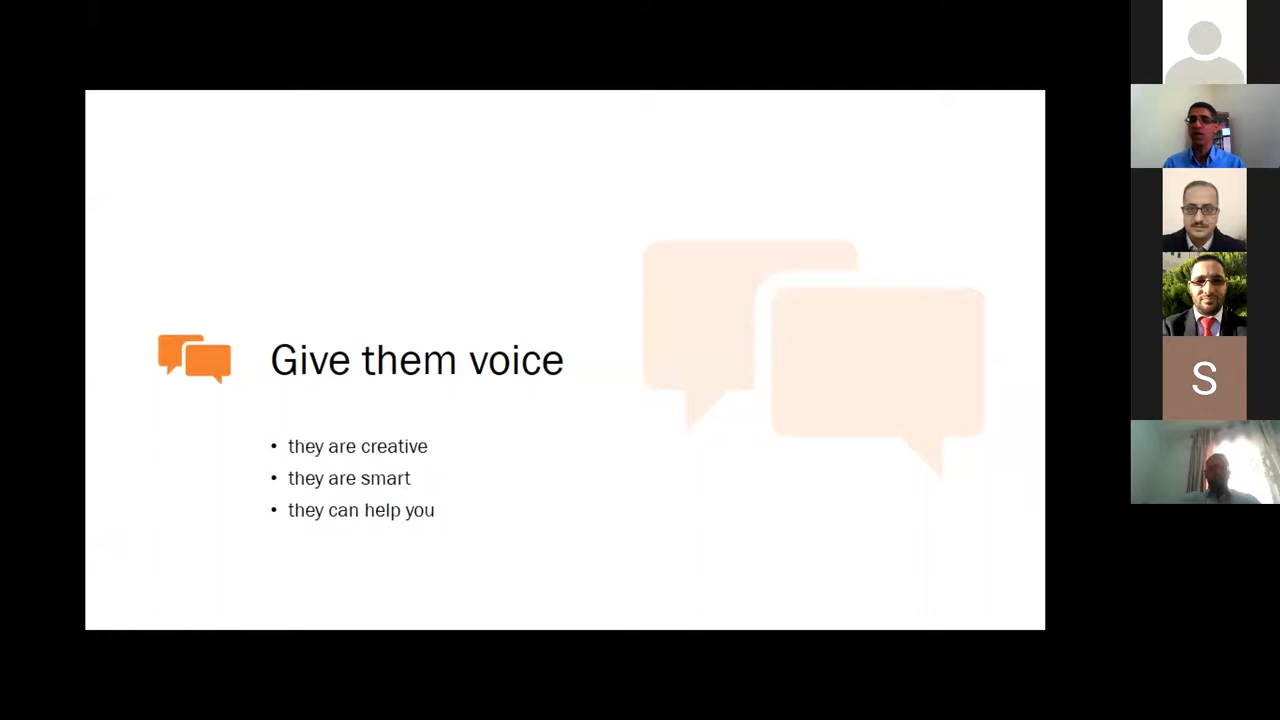 Give them voice
• they are creative
• they are smart
• they can help you
S